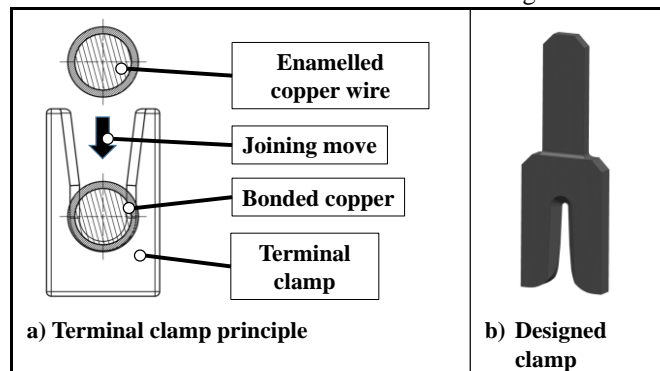 Enamelled
copper wire
Joining move
Bonded copper
Terminal
clamp
a) Terminal clamp principle
b) Designed
clamp